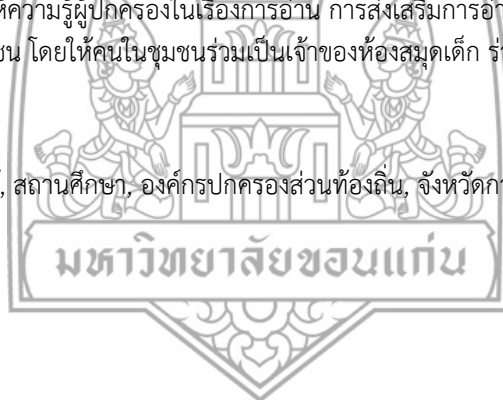 ห้ความรู้ผู้ปกครองในเรื่องการอ่าน การส่งเสริมการอ่า
ชน โดยให้คนในชุมชนร่วมเป็นเจ้าของห้องสมุดเด็ก ร่
สถานศึกษา, องค์กรปกครองส่วนท้องถิ่น, จังหวัดกา
มหาวิทยาลัยขอนแก่น